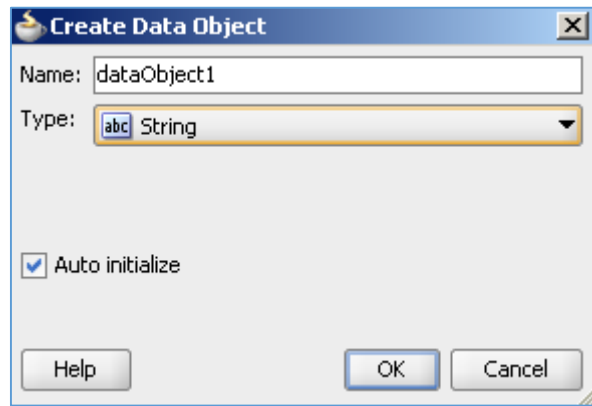 Create Data Object
Name: dataObject1
Type: abc String
Auto initialize
Help OK Cancel